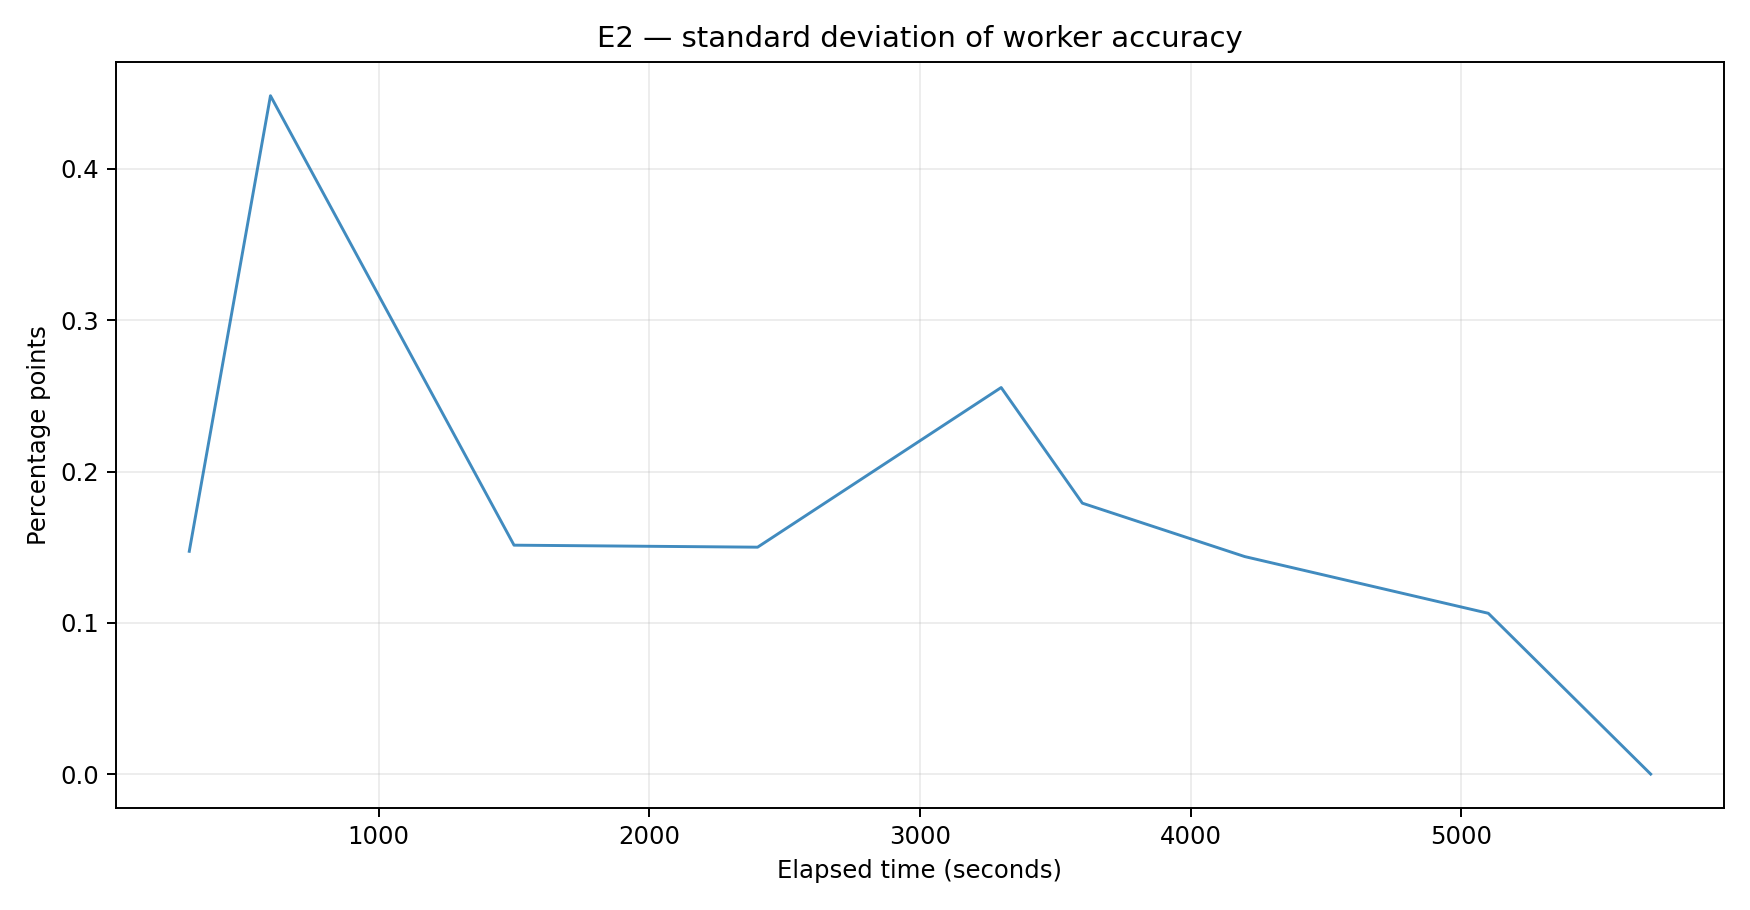 E2 — standard deviation of worker accuracy
Percentage points
0.4
0.3
0.2
0.1
0.0
1000 2000 3000 4000 5000
Elapsed time (seconds)